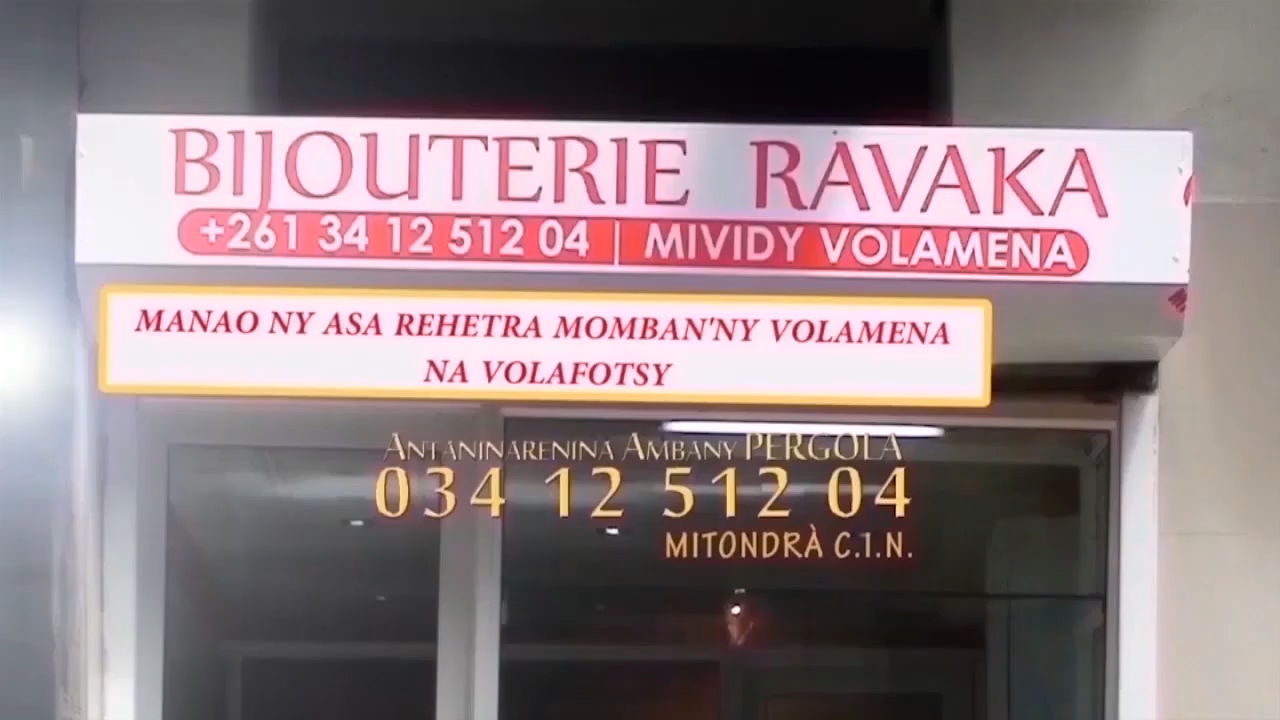 BIJOUTERIE RAVAKA
+261 34 12 512 04 | MIVIDY VOLAMENA
MANAO NY ASA REHETRA MOMBAN'NY VOLAMENA
NA VOLAFOTSY
ANTANINARENINA AMBANY PERGOLA
034 12 512 04
MITONDRÀ C.I.N.